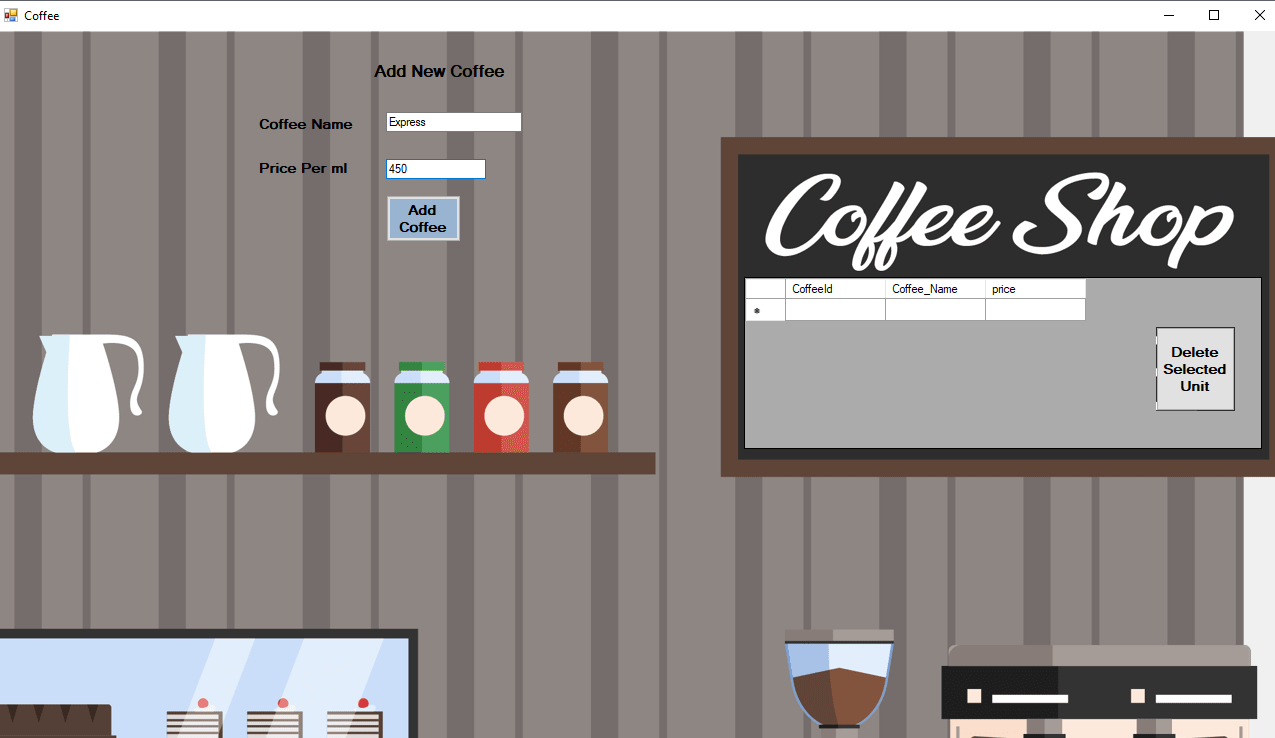 Coffee
Add New Coffee
Coffee Name
Express
Price Per ml
450
Add
Coffee
Coffee Shop
CoffeeId
Coffee_Name
price
Delete
Selected
Unit